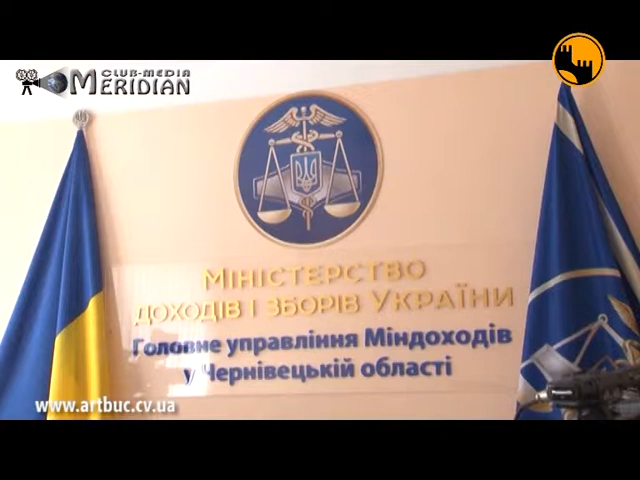 CLUB-MEDIA
MERIDIAN
МІНІСТЕРСТВО
ДОХОДІВ І ЗБОРІВ УКРАЇНИ
Головне управління Міндоходів
у Чернівецькій області
www.artbuc.cv.ua